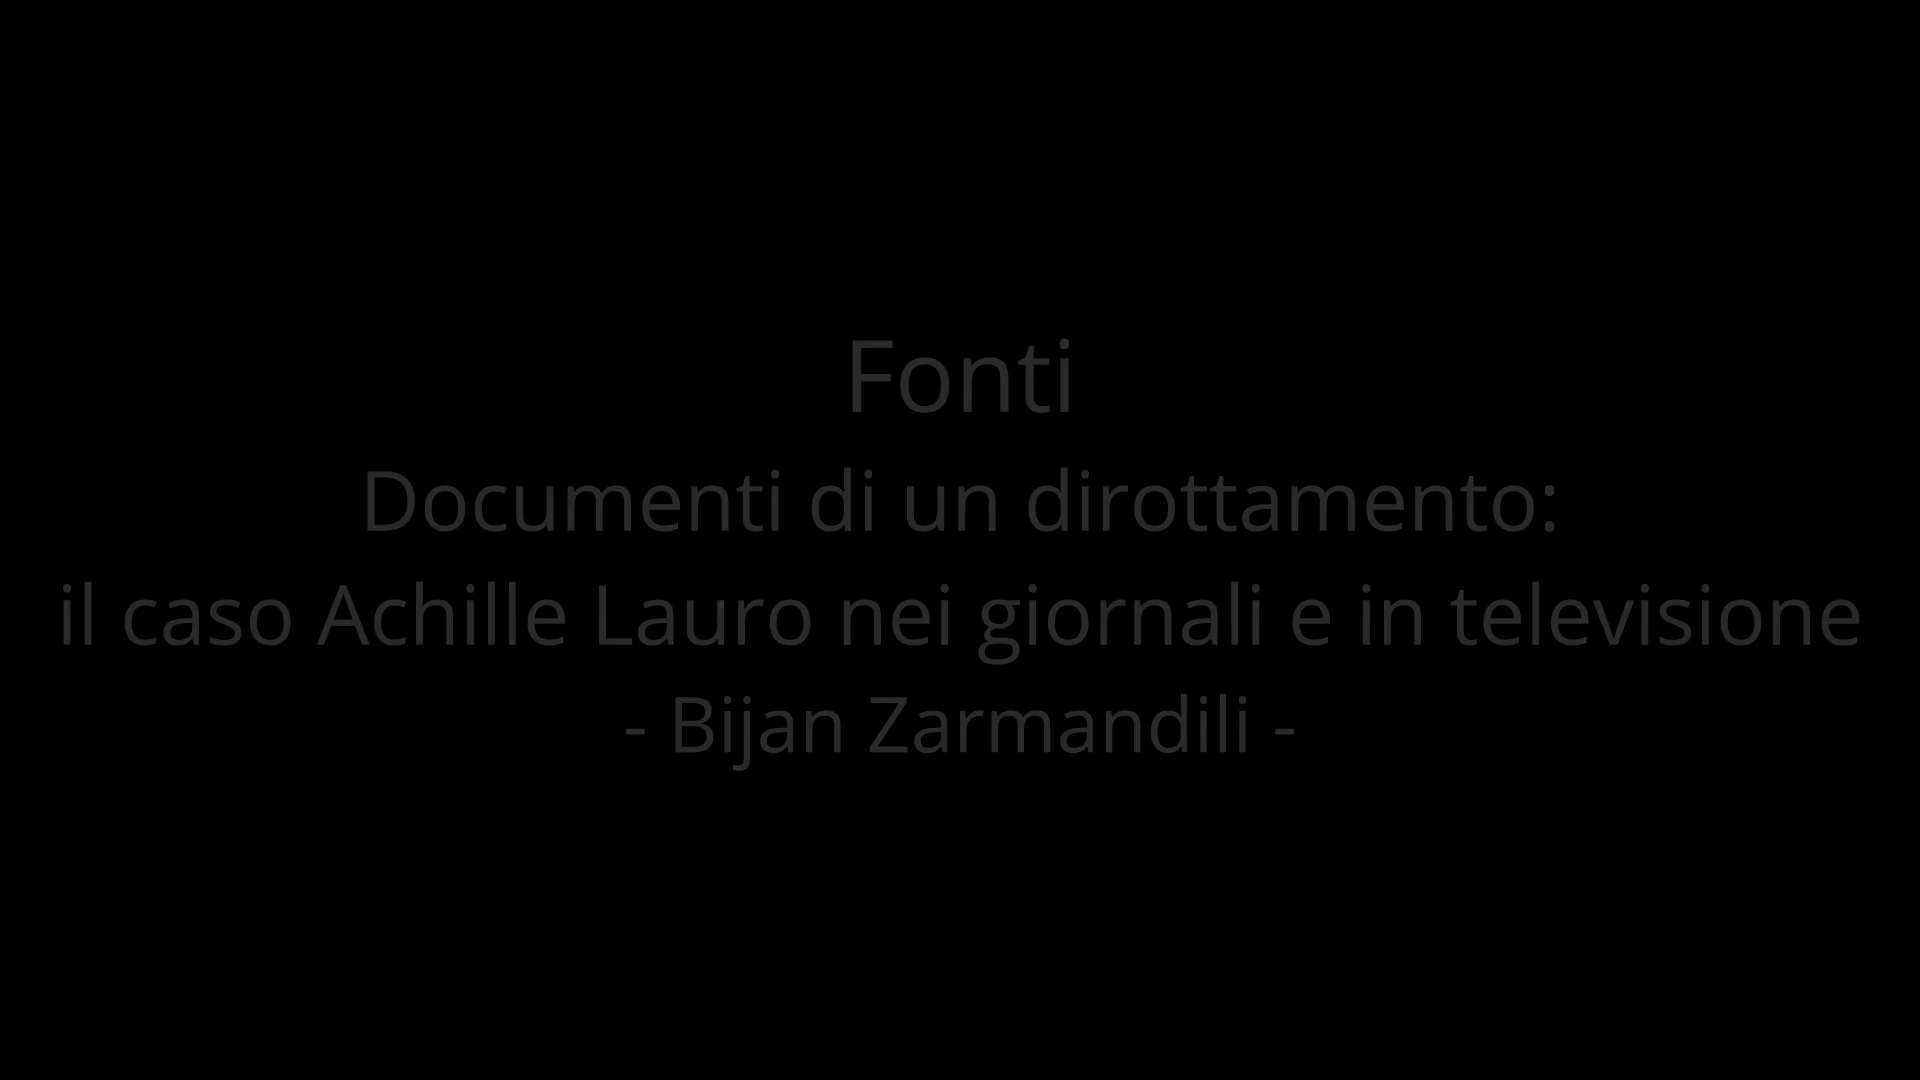 Fonti
Documenti di un dirottamento:
il caso Achille Lauro nei giornali e in televisione
- Bijan Zarmandili -